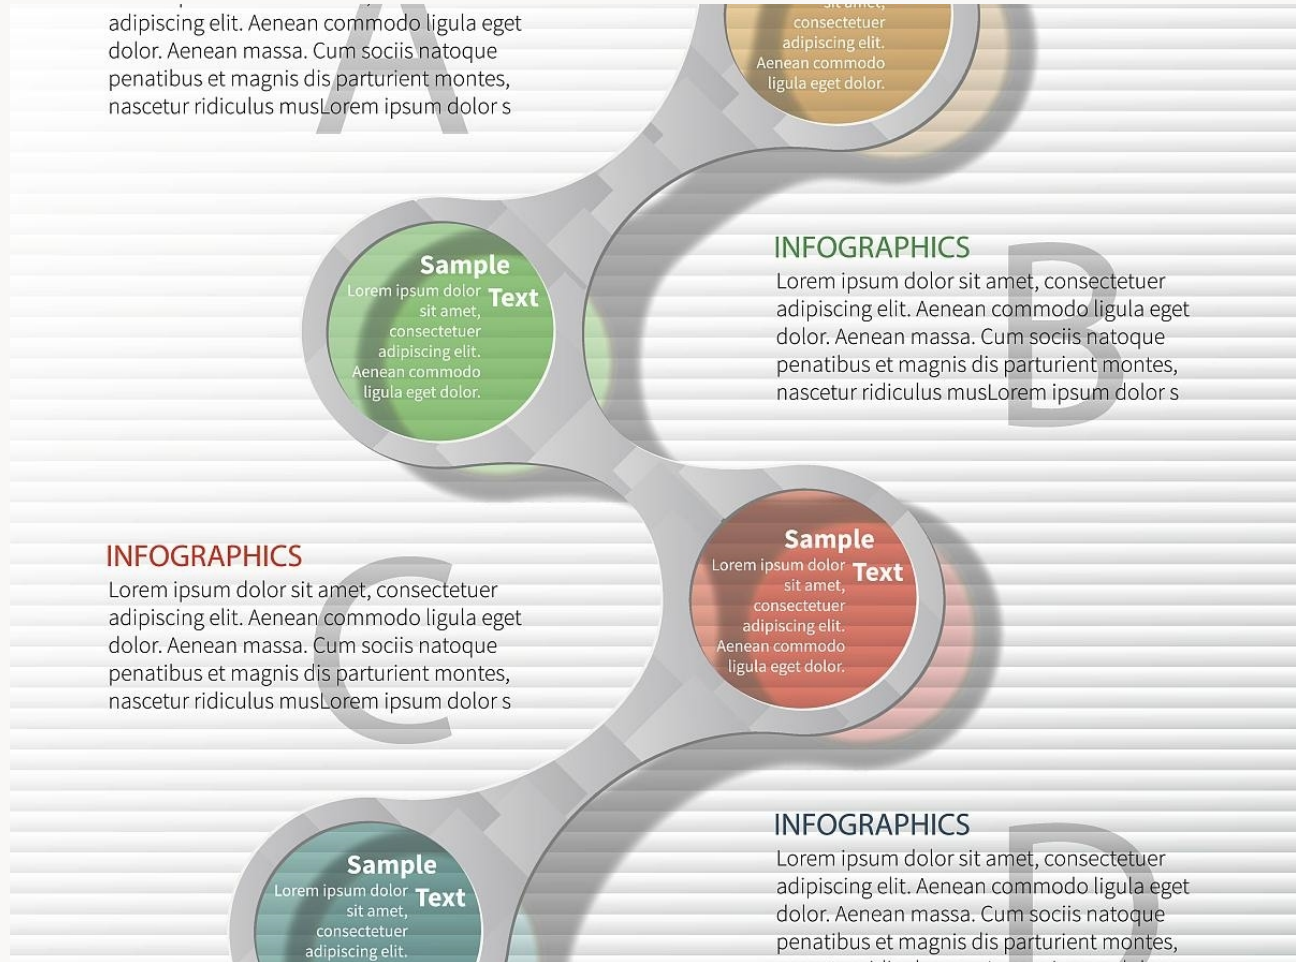 adipiscing elit. Aenean commodo ligula eget
dolor. Aenean massa. Cum sociis natoque
penatibus et magnis dis parturient montes,
nascetur ridiculus musLorem ipsum dolor s
A
sit amet,
consectetuer
adipiscing elit.
Aenean commodo
ligula eget dolor.
Sample
Text
Lorem ipsum dolor
sit amet,
consectetuer
adipiscing elit.
Aenean commodo
ligula eget dolor.
INFOGRAPHICS
Lorem ipsum dolor sit amet, consectetuer
adipiscing elit. Aenean commodo ligula eget
dolor. Aenean massa. Cum sociis natoque
penatibus et magnis dis parturient montes,
nascetur ridiculus musLorem ipsum dolor s
B
INFOGRAPHICS
Lorem ipsum dolor sit amet, consectetuer
adipiscing elit. Aenean commodo ligula eget
dolor. Aenean massa. Cum sociis natoque
penatibus et magnis dis parturient montes,
nascetur ridiculus musLorem ipsum dolor s
C
Sample
Text
Lorem ipsum dolor
sit amet,
consectetuer
adipiscing elit.
Aenean commodo
ligula eget dolor.
Sample
Text
Lorem ipsum dolor
sit amet,
consectetuer
adipiscing elit.
INFOGRAPHICS
Lorem ipsum dolor sit amet, consectetuer
adipiscing elit. Aenean commodo ligula eget
dolor. Aenean massa. Cum sociis natoque
penatibus et magnis dis parturient montes,
D